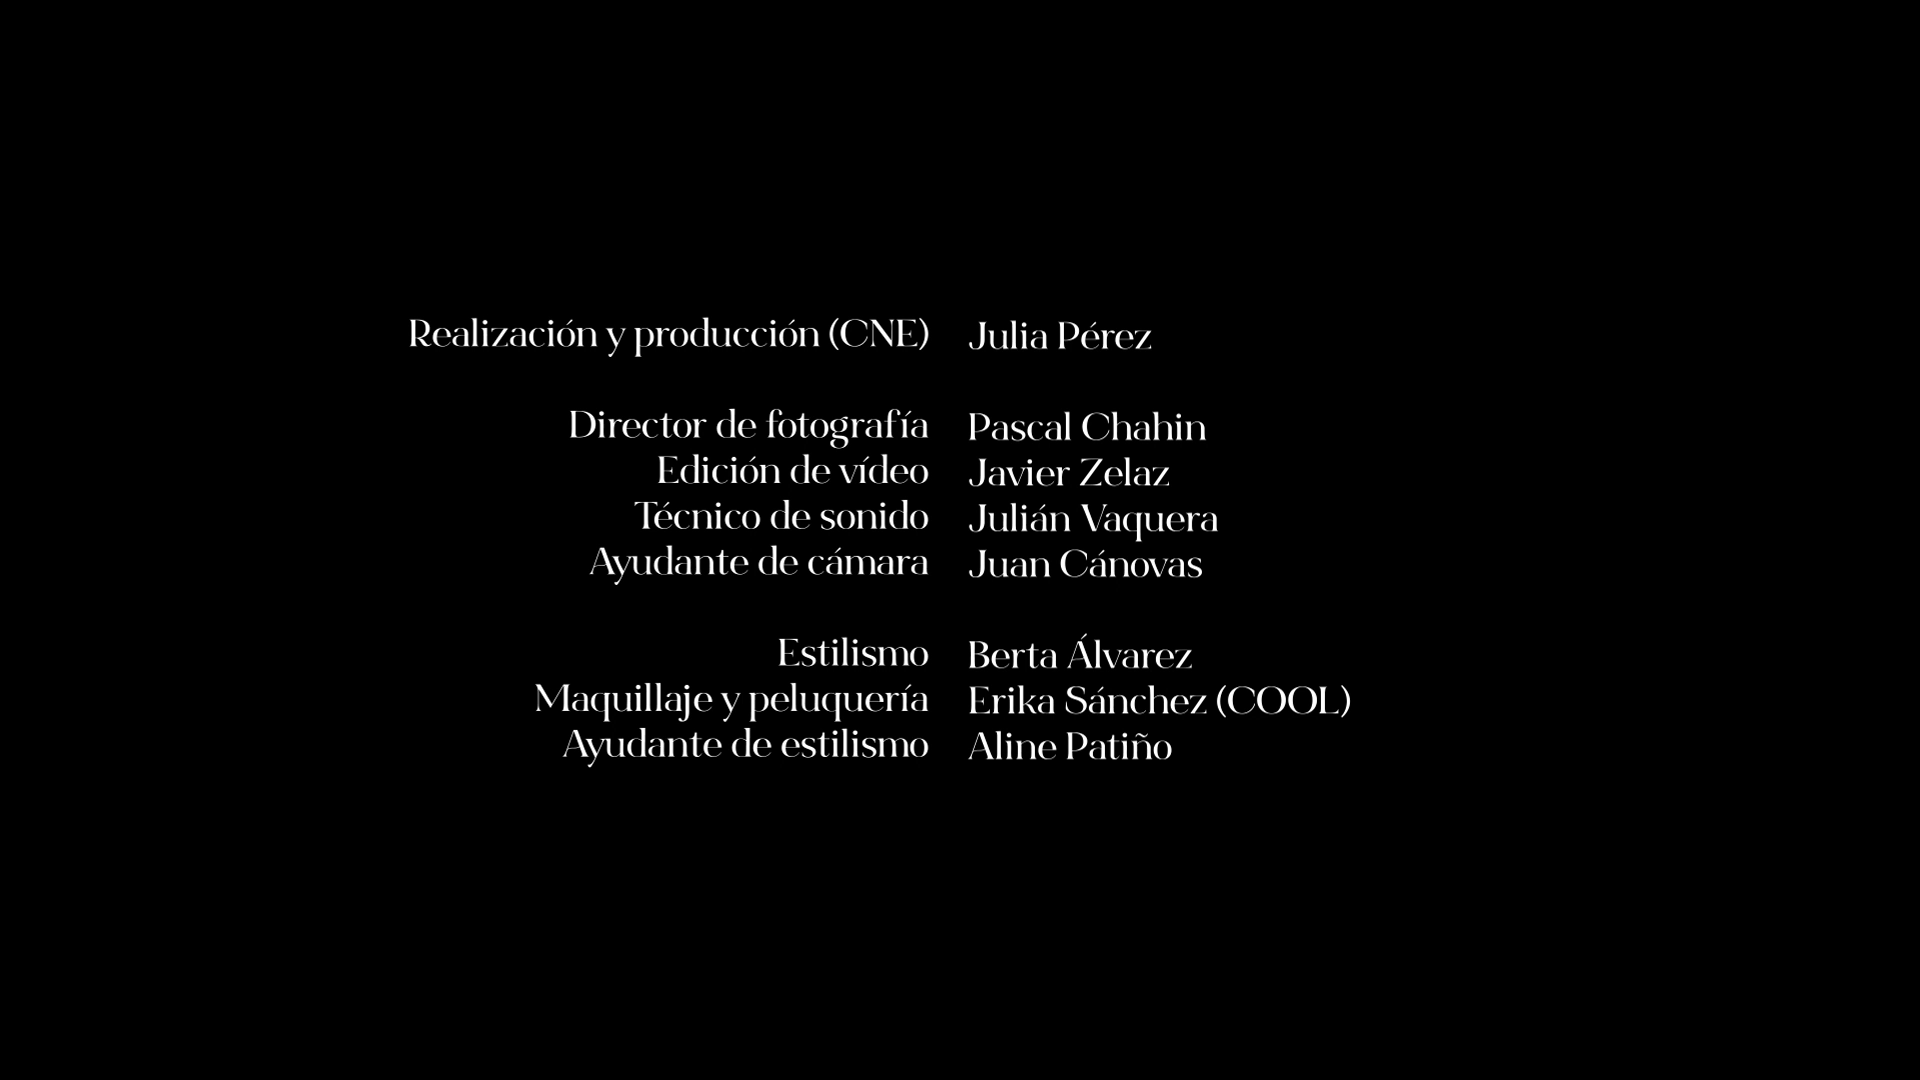 Realización y producción (CNE) Julia Pérez
Director de fotografía Pascal Chahin
Edición de vídeo Javier Zelaz
Técnico de sonido Julián Vaquera
Ayudante de cámara Juan Cánovas
Estilismo Berta Álvarez
Maquillaje y peluquería Erika Sánchez (COOL)
Ayudante de estilismo Aline Patiño